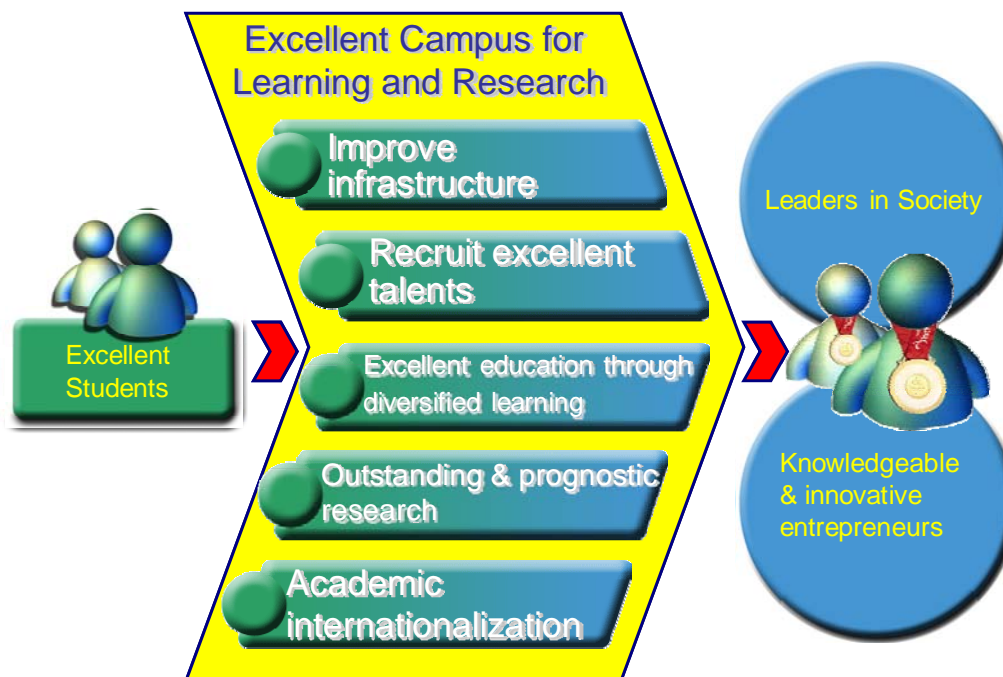 Excellent Campus for
Learning and Research
Improve
infrastructure
Recruit excellent
talents
Excellent education through
diversified learning
Outstanding & prognostic
research
Academic
internationalization
Excellent
Students
Leaders in Society
Knowledgeable
& innovative
entrepreneurs